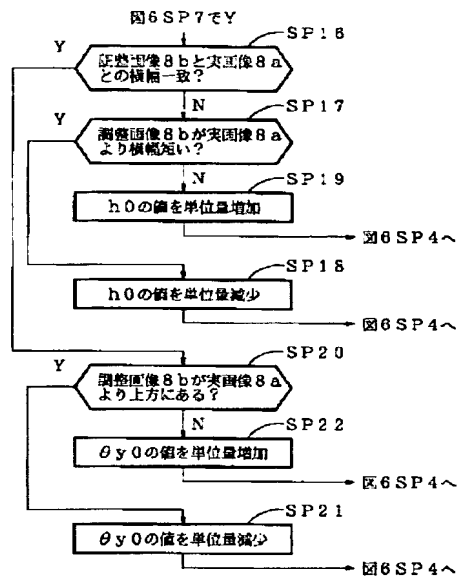 図6SP7でY
SP16
Y
調整画像8bと実画像8a
との横幅一致?
N
SP17
Y
調整画像8bが実画像8a
より横幅短い?
N
SP19
h0の値を単位量増加
図6SP4へ
SP18
h0の値を単位量減少
図6SP4へ
SP20
Y
調整画像8bが実画像8a
より上方にある?
N
SP22
θy0の値を単位量増加
図6SP4へ
SP21
θy0の値を単位量減少
図6SP4へ